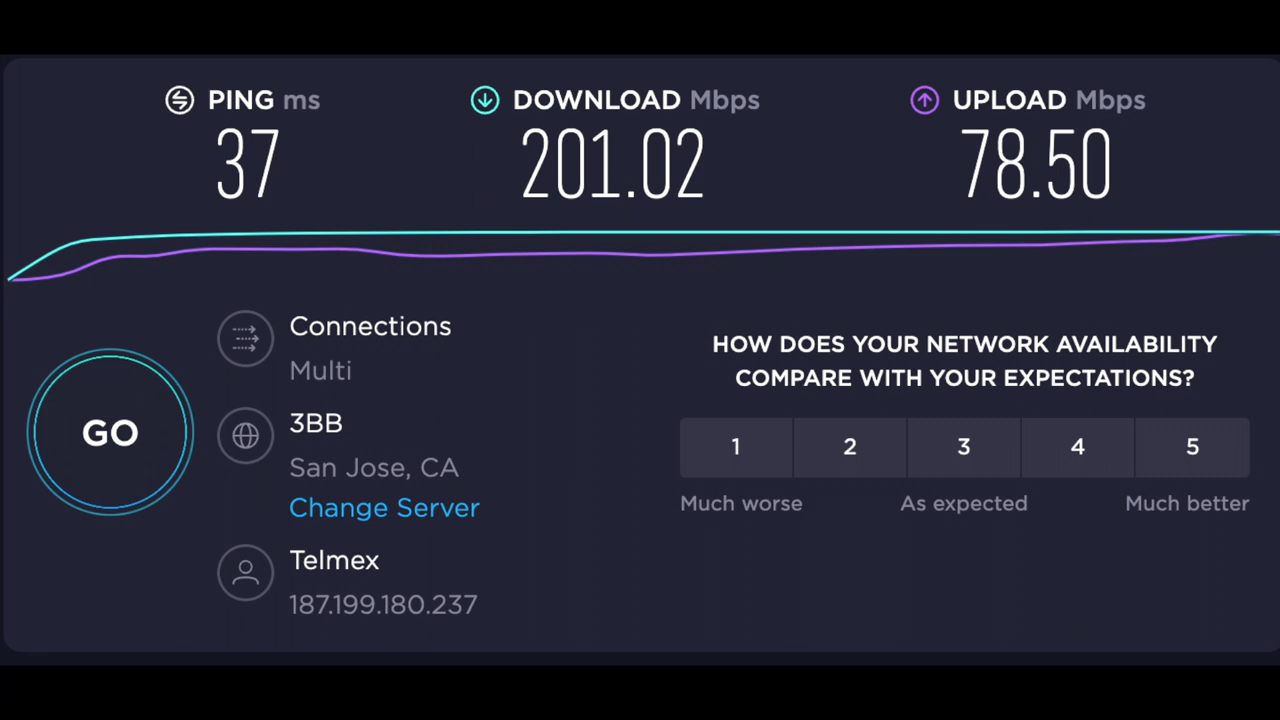 PING ms
37
DOWNLOAD Mbps
201.02
UPLOAD Mbps
78.50
GO
Connections
Multi
3BB
San Jose, CA
Change Server
Telmex
187.199.180.237
HOW DOES YOUR NETWORK AVAILABILITY
COMPARE WITH YOUR EXPECTATIONS?
1 2 3 4 5
Much worse As expected Much better